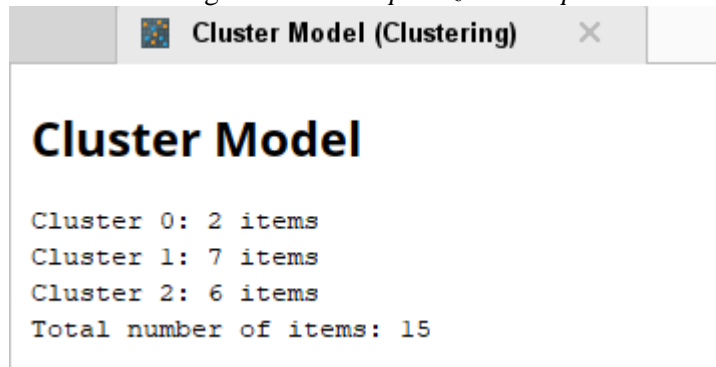 Cluster Model (Clustering)
Cluster Model
Cluster 0: 2 items
Cluster 1: 7 items
Cluster 2: 6 items
Total number of items: 15